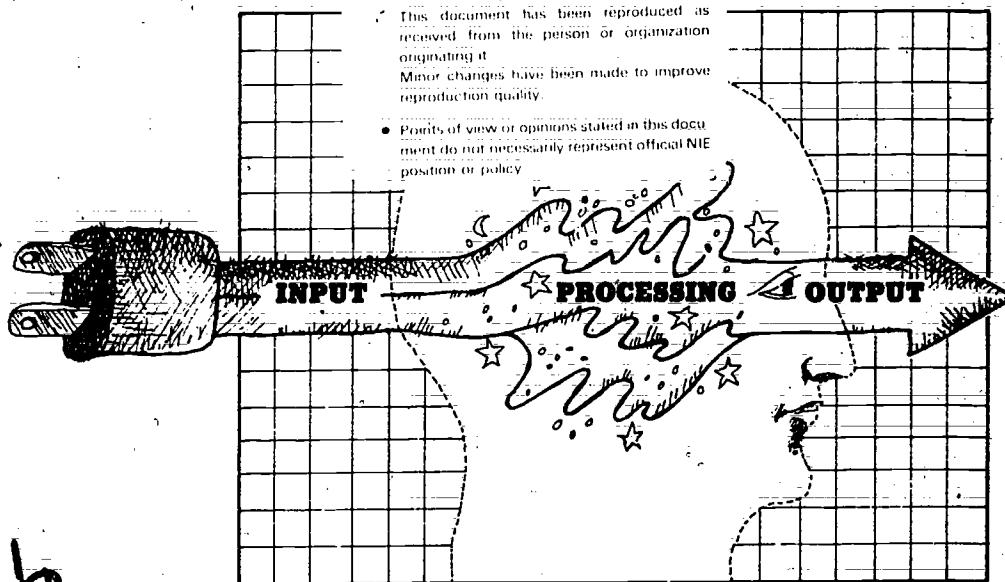 This document has been reproduced as
received from the person or organization
originating it
Minor changes have been made to improve
reproduction quality.
● Points of view or opinions stated in this docu
ment do not necessarily represent official NIE
position or policy
INPUT PROCESSING OUTPUT